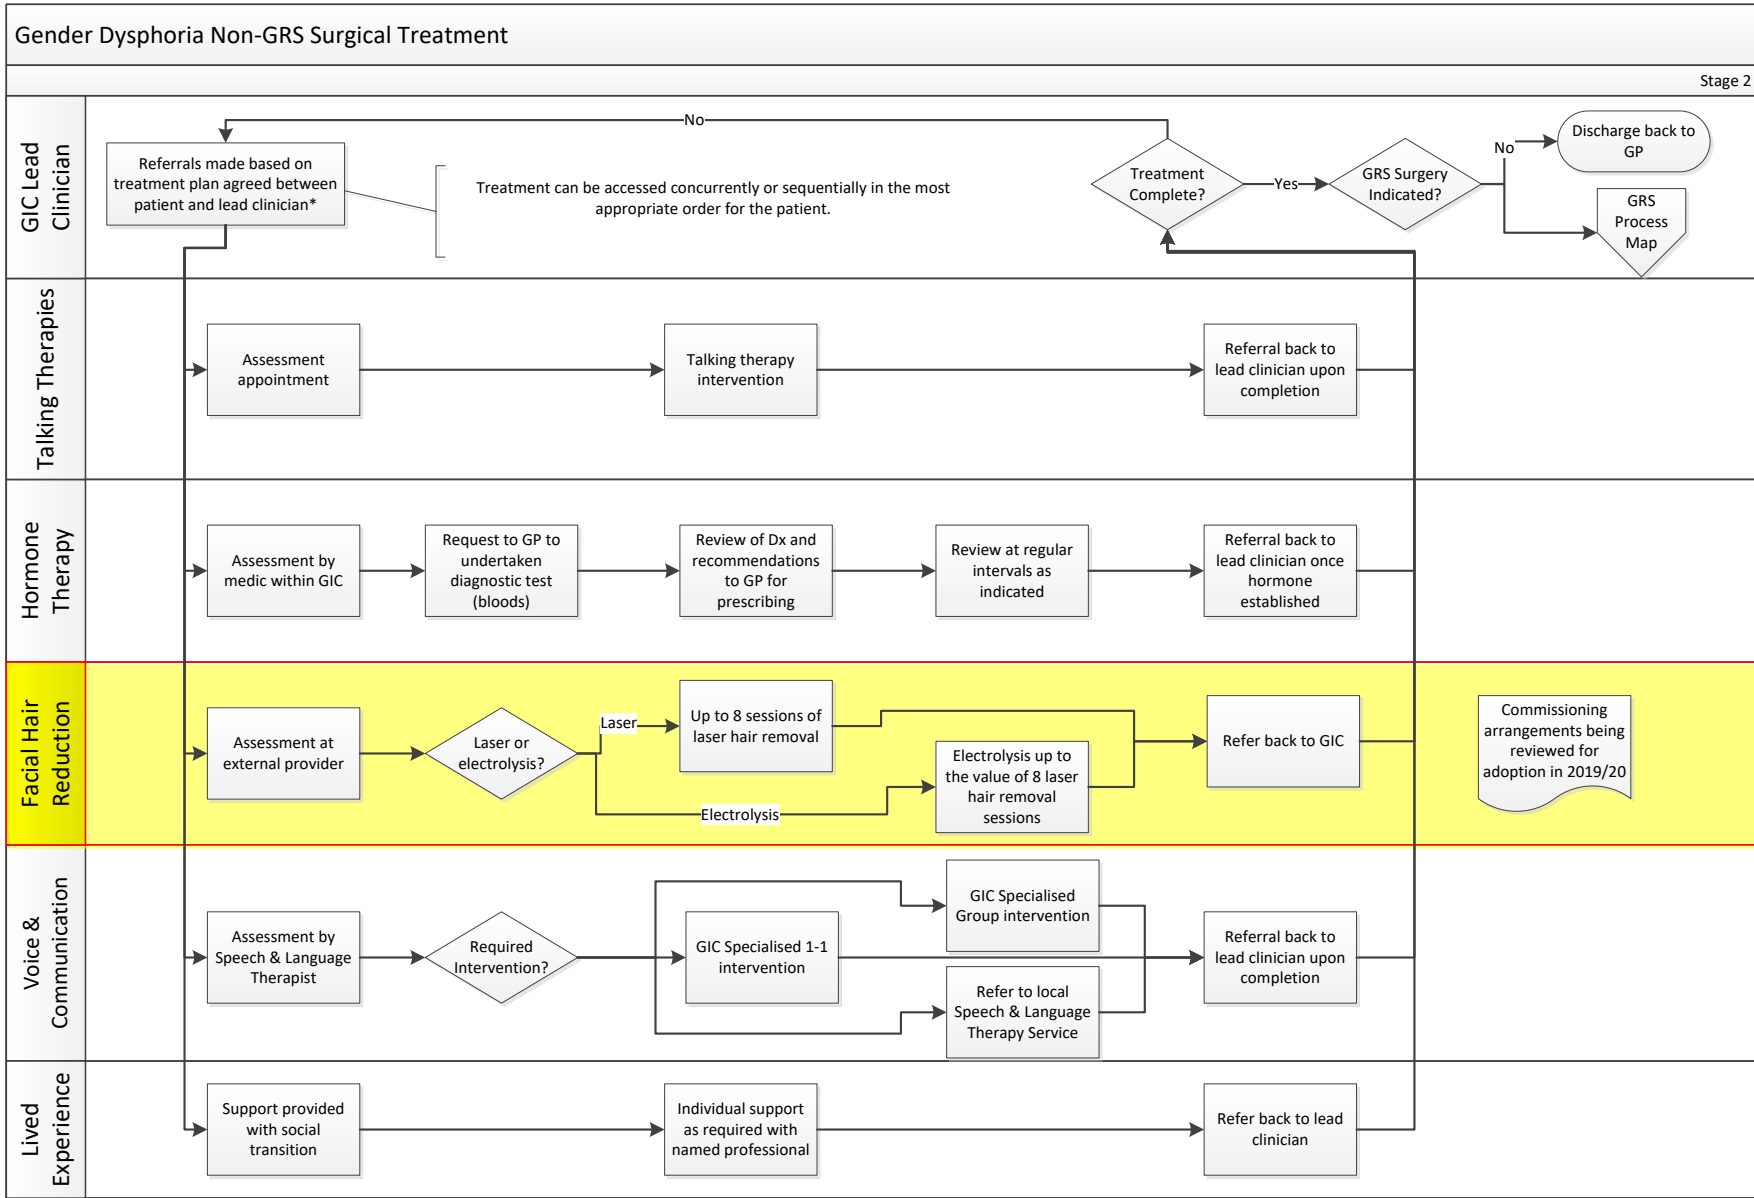 Gender Dysphoria Non-GRS Surgical Treatment
Stage 2
GIC Lead
Clinician
Referrals made based on
treatment plan agreed between
patient and lead clinician*
Treatment can be accessed concurrently or sequentially in the most
appropriate order for the patient.
No
Treatment
Complete?
Yes
GRS Surgery
Indicated?
No
Discharge back to
GP
GRS
Process
Map
Talking Therapies
Assessment
appointment
Talking therapy
intervention
Referral back to
lead clinician upon
completion
Hormone
Therapy
Assessment by
medic within GIC
Request to GP to
undertaken
diagnostic test
(bloods)
Review of Dx and
recommendations
to GP for
prescribing
Review at regular
intervals as
indicated
Referral back to
lead clinician once
hormone
established
Facial Hair
Reduction
Assessment at
external provider
Laser or
electrolysis?
Laser
Up to 8 sessions of
laser hair removal
Electrolysis
Electrolysis up to
the value of 8 laser
hair removal
sessions
Refer back to GIC
Commissioning
arrangements being
reviewed for
adoption in 2019/20
Voice &
Communication
Assessment by
Speech & Language
Therapist
Required
Intervention?
GIC Specialised 1-1
intervention
GIC Specialised
Group intervention
Refer to local
Speech & Language
Therapy Service
Referral back to
lead clinician upon
completion
Lived
Experience
Support provided
with social
transition
Individual support
as required with
named professional
Refer back to lead
clinician